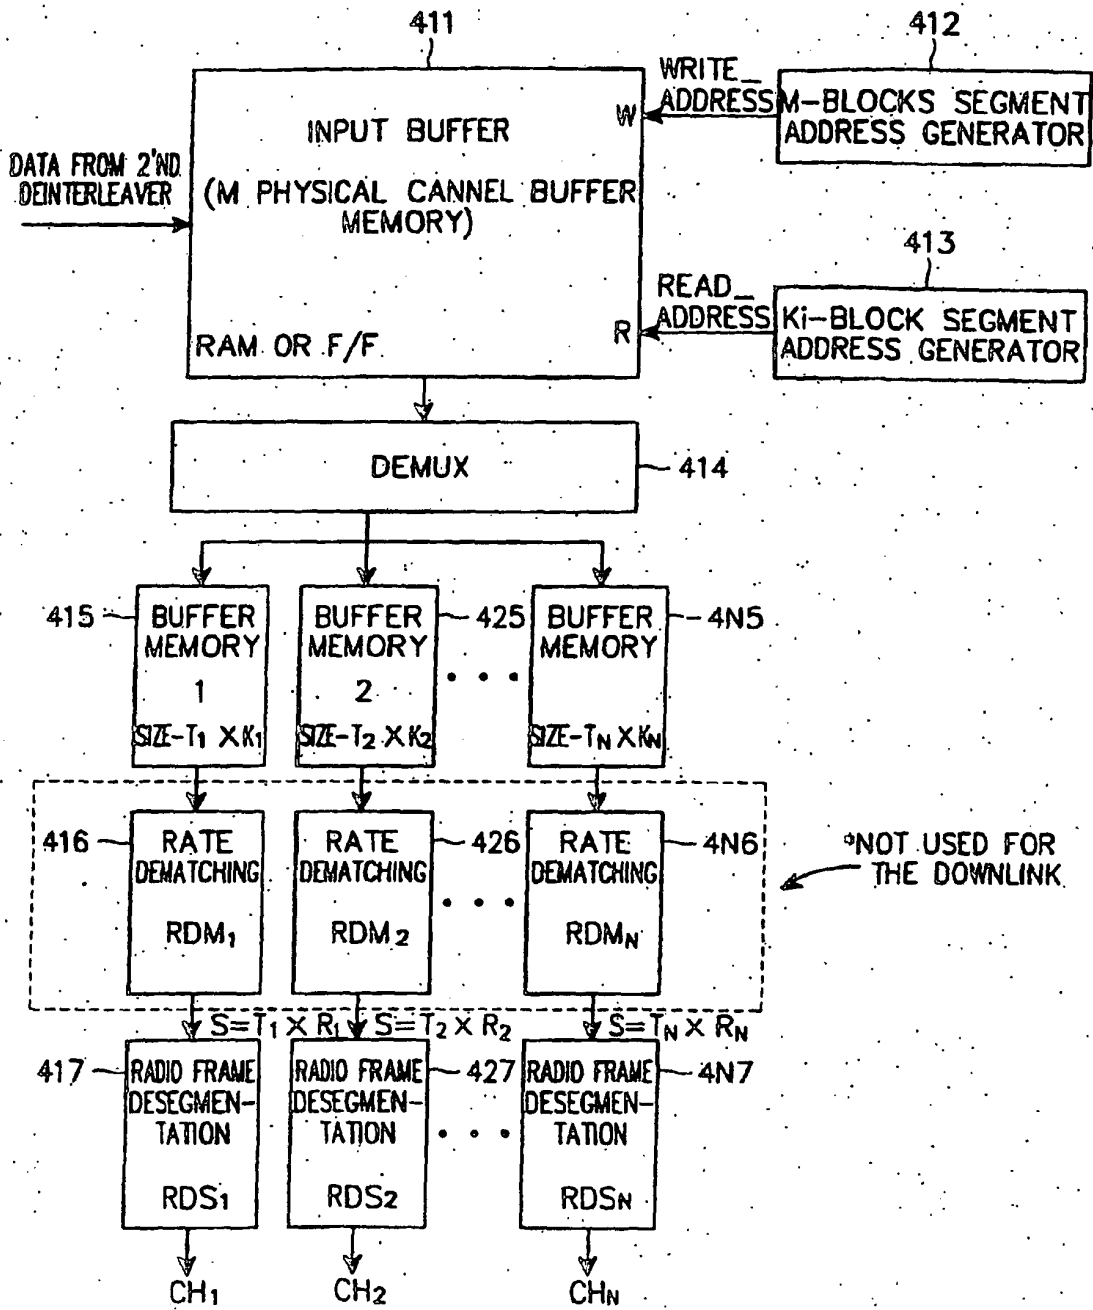 411
412
WRITE_
ADDRESS
M-BLOCKS SEGMENT
ADDRESS GENERATOR
W
INPUT BUFFER
(M PHYSICAL CANNEL BUFFER
MEMORY)
DATA FROM 2'ND
DEINTERLEAVER
413
READ_
ADDRESS
Ki-BLOCK SEGMENT
ADDRESS GENERATOR
R
RAM OR F/F
DEMUX
414
415
BUFFER
MEMORY
1
SIZE-T1 X K1
BUFFER
MEMORY
2
SIZE-T2 X K2
425
• • •
BUFFER
MEMORY
SIZE-TN X KN
4N5
416
RATE
DEMATCHING
RDM1
RATE
DEMATCHING
RDM2
426
• • •
RATE
DEMATCHING
RDMN
4N6
*NOT USED FOR
THE DOWNLINK
S=T1 X R1
S=T2 X R2
S=TN X RN
417
RADIO FRAME
DESEGMEN-
TATION
RDS1
RADIO FRAME
DESEGMEN-
TATION
RDS2
427
• • •
RADIO FRAME
DESEGMEN-
TATION
RDSN
4N7
CH1
CH2
CHN